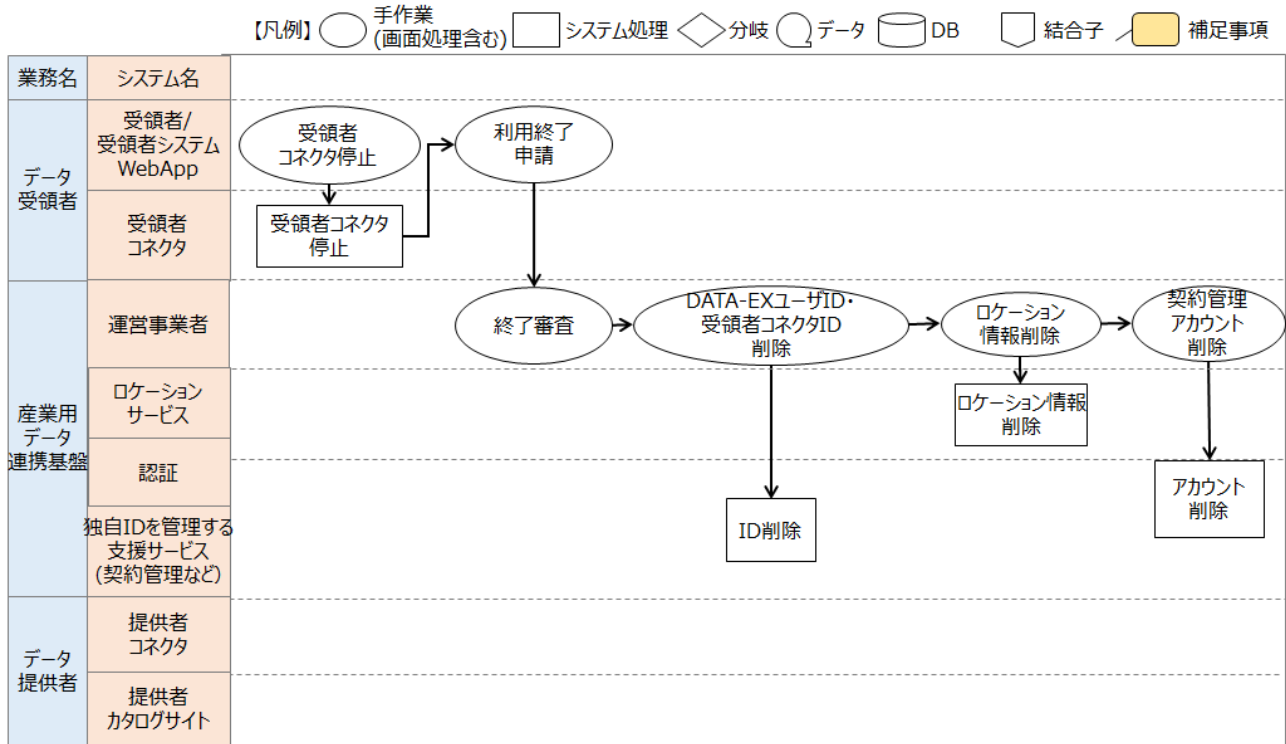 【凡例】
手作業
(画面処理含む)
システム処理
分岐
データ
DB
結合子
補足事項
業務名
システム名
データ
受領者
受領者/
受領者システム
WebApp
受領者
コネクタ停止
利用終了
申請
受領者
コネクタ
受領者コネクタ
停止
産業用
データ
連携基盤
運営事業者
終了審査
DATA-EXユーザID・
受領者コネクタID
削除
ロケーション
情報削除
契約管理
アカウント
削除
ロケーション
サービス
ロケーション情報
削除
認証
アカウント
削除
独自IDを管理する
支援サービス
(契約管理など)
ID削除
データ
提供者
提供者
コネクタ
提供者
カタログサイト